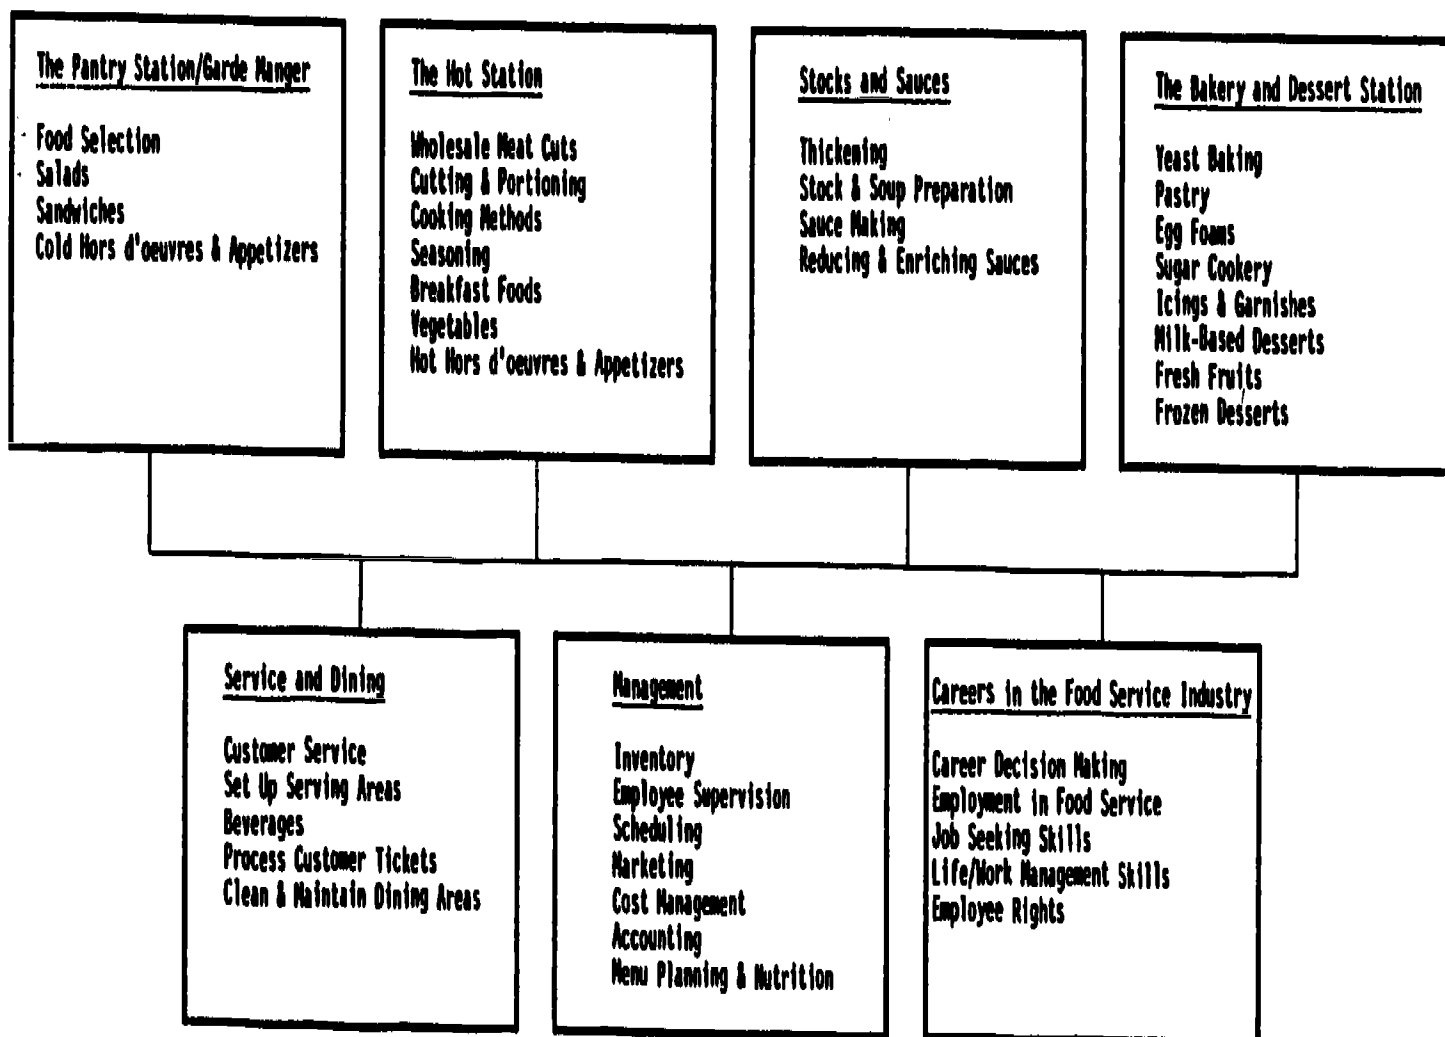 The Pantry Station/Garde Manger
Food Selection
Salads
Sandwiches
Cold Hors d'oeuvres & Appetizers
The Hot Station
Wholesale Meat Cuts
Cutting & Portioning
Cooking Methods
Seasoning
Breakfast Foods
Vegetables
Hot Hors d'oeuvres & Appetizers
Stocks and Sauces
Thickening
Stock & Soup Preparation
Sauce Making
Reducing & Enriching Sauces
The Bakery and Dessert Station
Yeast Baking
Pastry
Egg Foams
Sugar Cookery
Icings & Garnishes
Milk-Based Desserts
Fresh Fruits
Frozen Desserts
Service and Dining
Customer Service
Set Up Serving Areas
Beverages
Process Customer Tickets
Clean & Maintain Dining Areas
Management
Inventory
Employee Supervision
Scheduling
Marketing
Cost Management
Accounting
Menu Planning & Nutrition
Careers in the Food Service Industry
Career Decision Making
Employment in Food Service
Job Seeking Skills
Life/Work Management Skills
Employee Rights